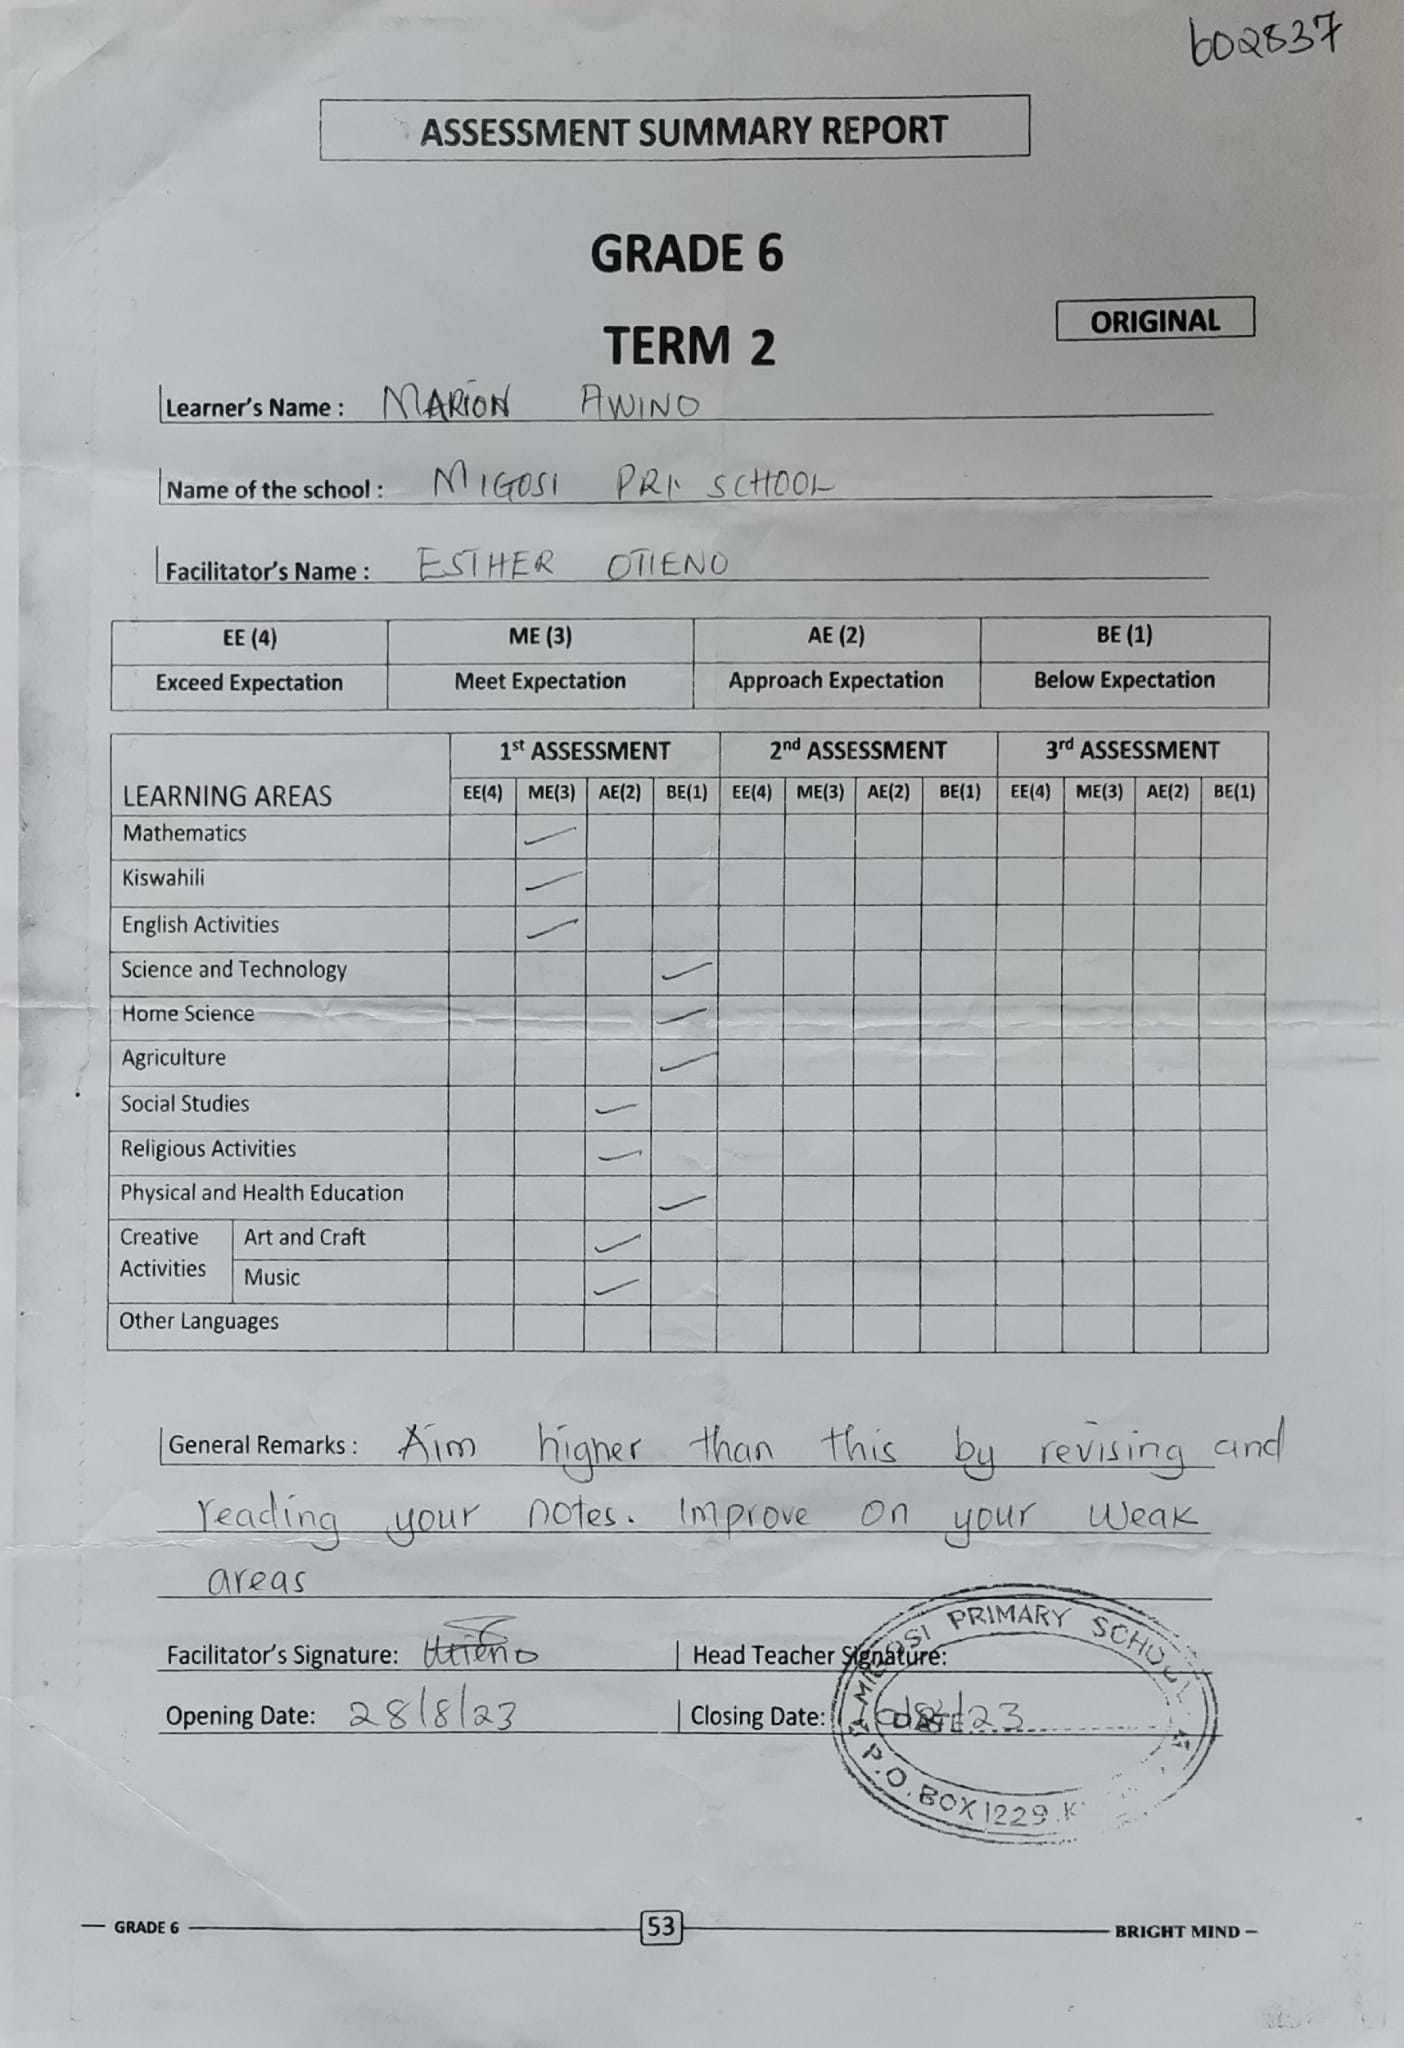 602837
ASSESSMENT SUMMARY REPORT
GRADE 6
TERM 2
ORIGINAL
Learner's Name : MARION AWINO
Name of the school : MIGOSI PRI SCHOOL
Facilitator's Name : ESTHER OTIENO
EE (4) ME (3) AE (2) BE (1)
Exceed Expectation Meet Expectation Approach Expectation Below Expectation
1st ASSESSMENT 2nd ASSESSMENT 3rd ASSESSMENT
LEARNING AREAS EE(4) ME(3) AE(2) BE(1) EE(4) ME(3) AE(2) BE(1) EE(4) ME(3) AE(2) BE(1)
Mathematics
Kiswahili
English Activities
Science and Technology
Home Science
Agriculture
Social Studies
Religious Activities
Physical and Health Education
Creative Activities Art and Craft
Music
Other Languages
General Remarks : Aim higher than this by revising and
reading your notes. Improve on your weak
areas
Facilitator's Signature: Otieno Head Teacher Signature:
Opening Date: 28/8/23 Closing Date:
MIGOSI PRIMARY SCHOOL
DATE
P.O. BOX 1229
GRADE 6 53 BRIGHT MIND